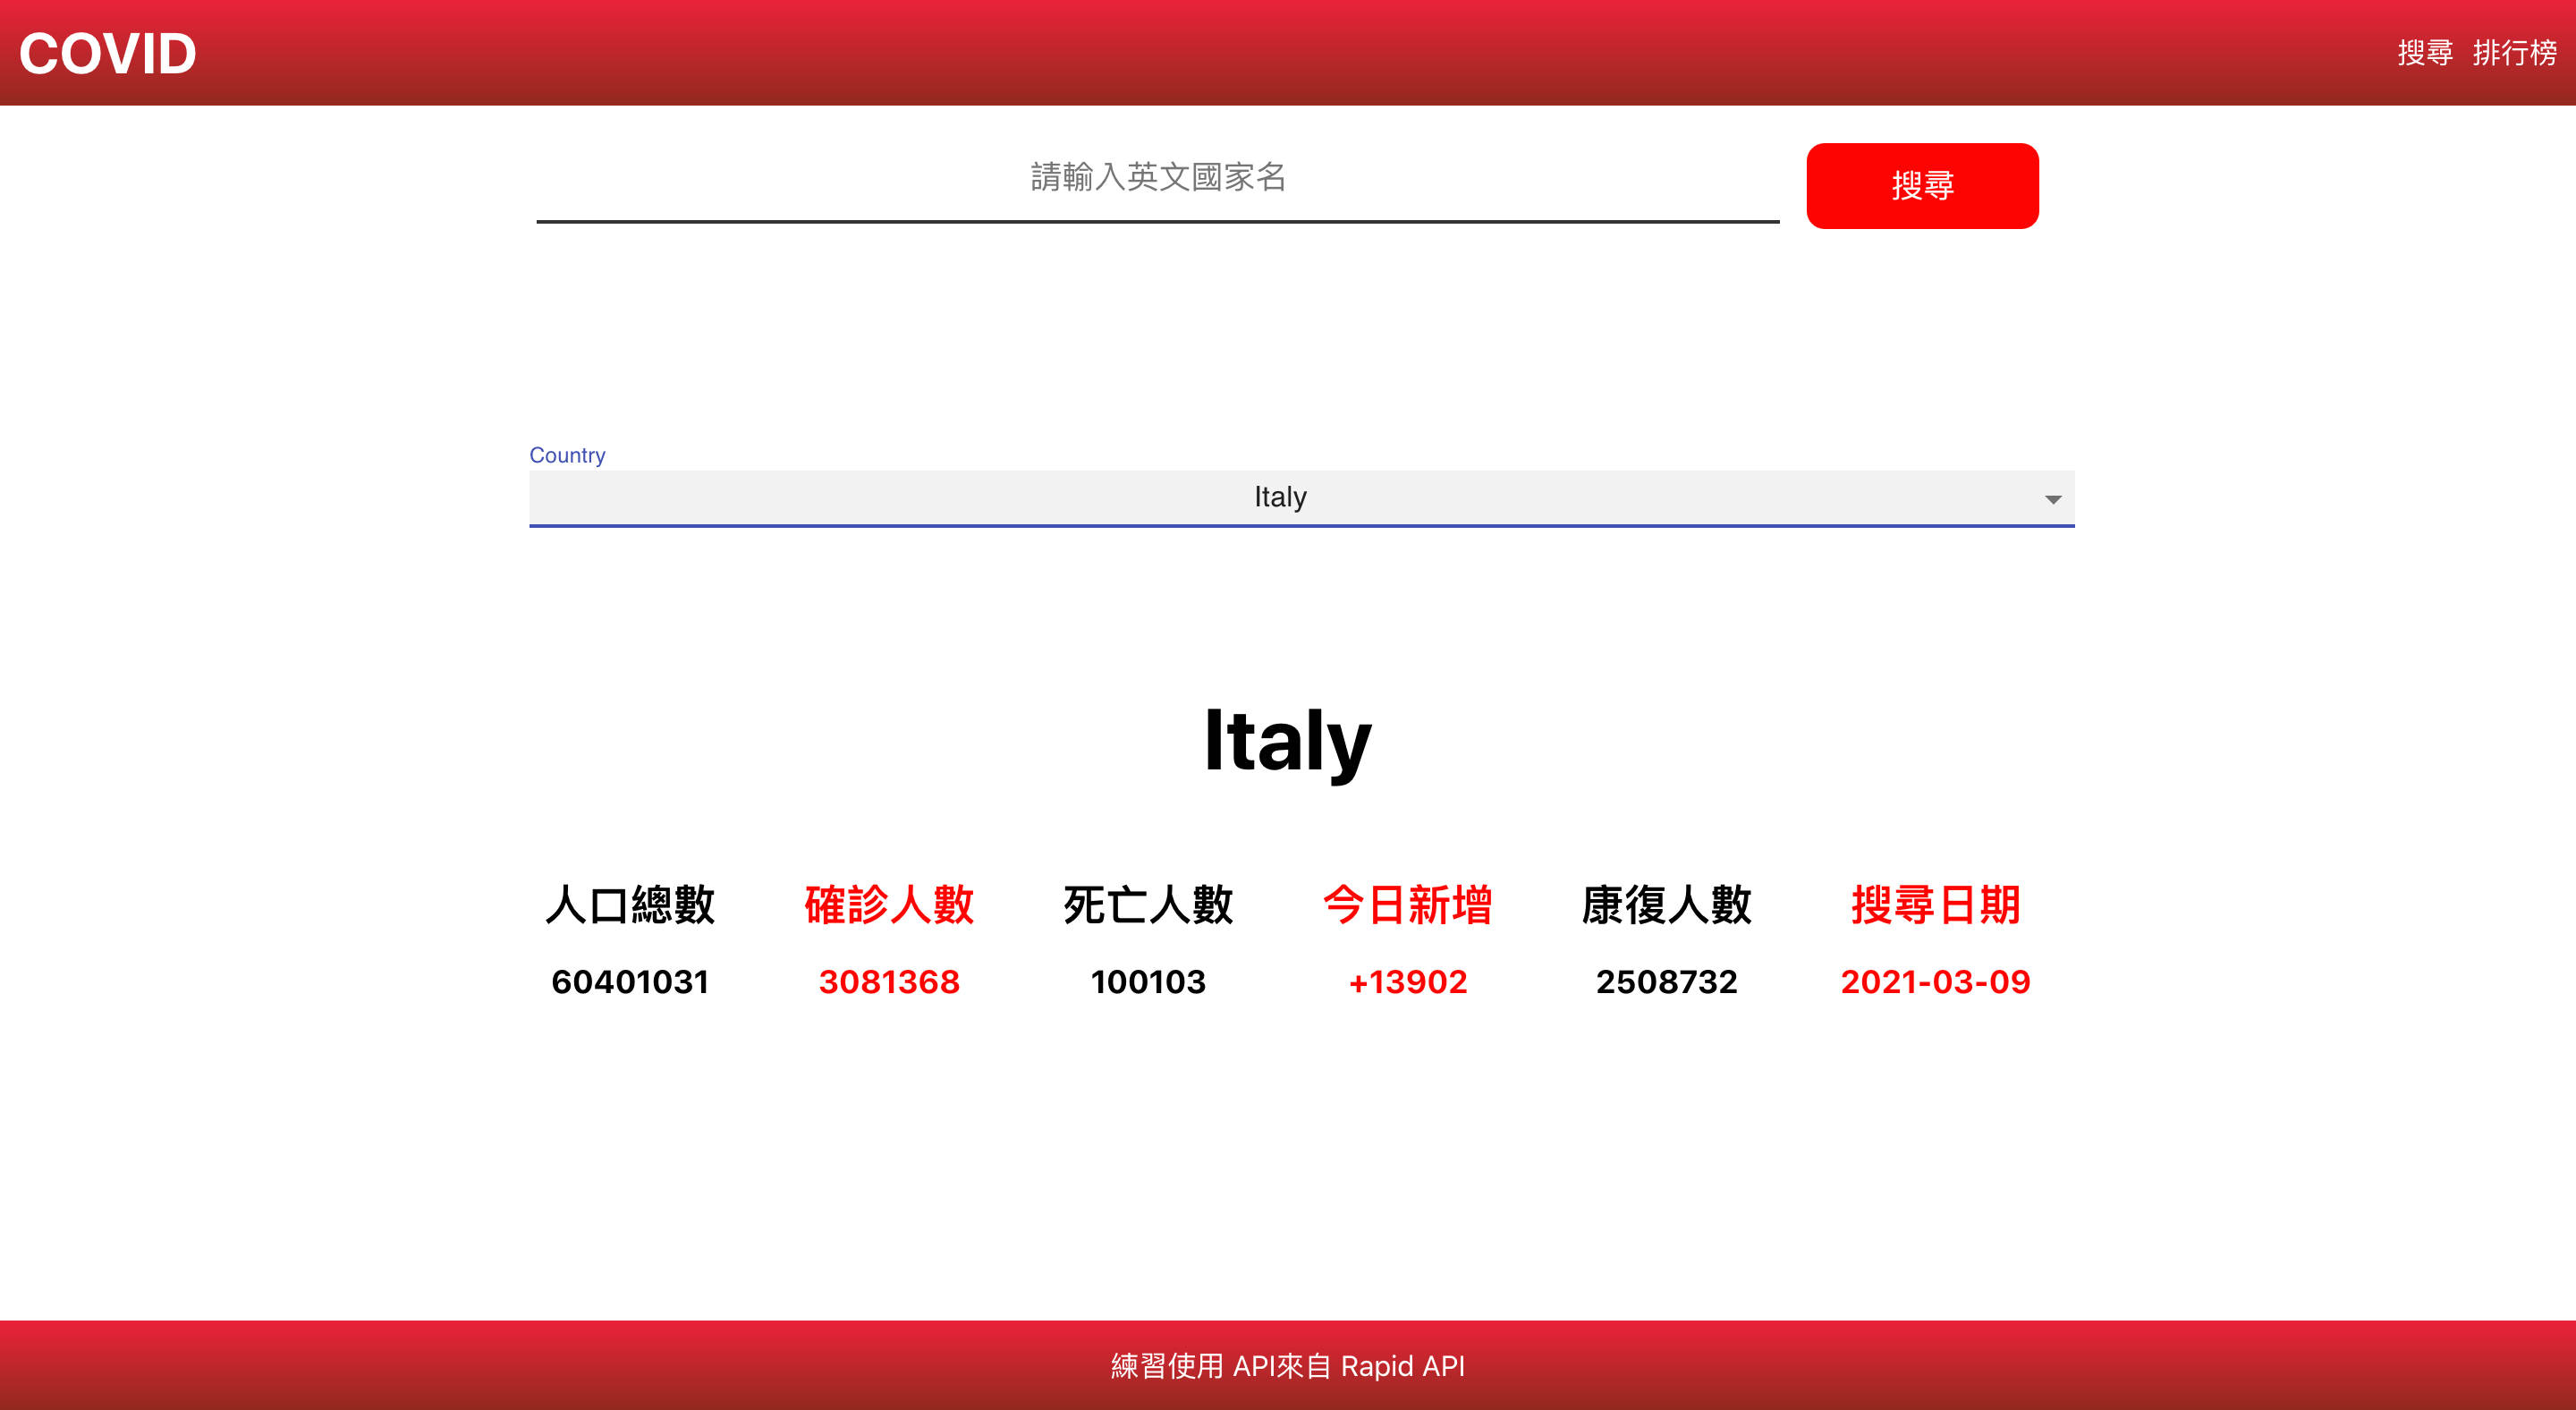 COVID
搜尋 排行榜
請輸入英文國家名
搜尋
Country
Italy
Italy
人口總數 確診人數 死亡人數 今日新增 康復人數 搜尋日期
60401031 3081368 100103 +13902 2508732 2021-03-09
練習使用 API來自 Rapid API